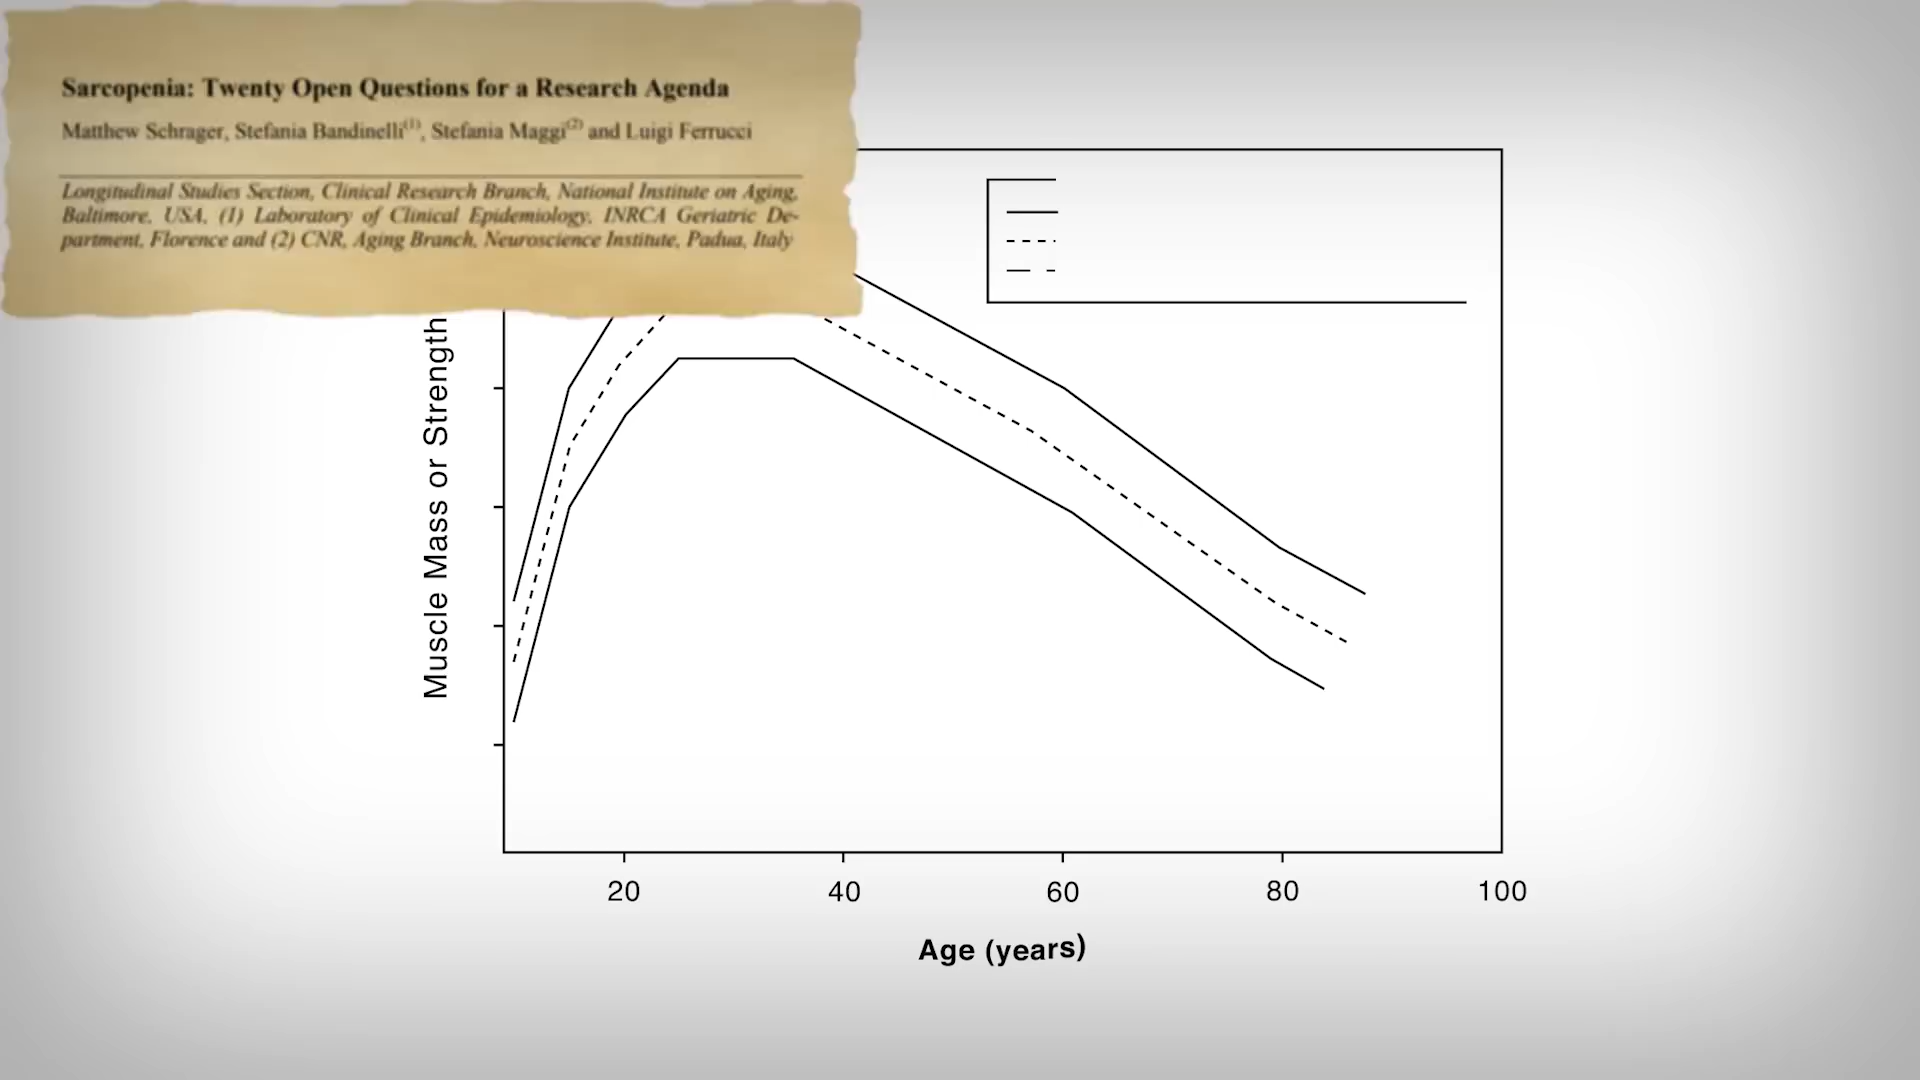 Sarcopenia: Twenty Open Questions for a Research Agenda
Matthew Schrager, Stefania Bandinelli(1), Stefania Maggi(2) and Luigi Ferrucci
Longitudinal Studies Section, Clinical Research Branch, National Institute on Aging,
Baltimore, USA, (1) Laboratory of Clinical Epidemiology, INRCA Geriatric De-
partment, Florence and (2) CNR, Aging Branch, Neuroscience Institute, Padua, Italy
Muscle Mass or Strength
20 40 60 80 100
Age (years)